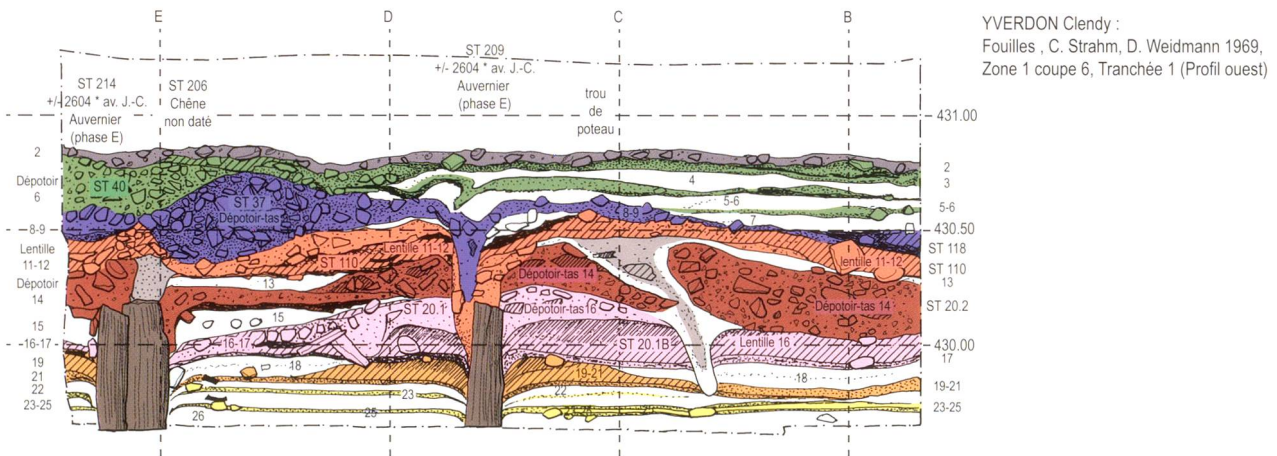 YVERDON Clendy :
Fouilles , C. Strahm, D. Weidmann 1969,
Zone 1 coupe 6, Tranchée 1 (Profil ouest)
E
D
C
B
ST 214
+/- 2604 * av. J.-C.
Auvernier
(phase E)
ST 206
Chêne
non daté
ST 209
+/- 2604 * av. J.-C.
Auvernier
(phase E)
trou
de
poteau
431.00
430.50
430.00
2
Dépotoir
6
8-9
Lentille
11-12
Dépotoir
14
15
16-17
19
21
22
23-25
ST 40
ST 37
Dépotoir-tas
4
5-6
8-9
7
Lentille 11-12
ST 110
lentille 11-12
13
Dépotoir-tas 14
Dépotoir-tas 14
15
ST 20.1
Dépotoir-tas16
16-17
ST 20.1B
Lentille 16
18
18
19-21
22
23
25
26
2
3
5-6
ST 118
ST 110
13
ST 20.2
17
19-21
23-25